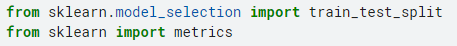 from sklearn.model_selection import train_test_split
from sklearn import metrics